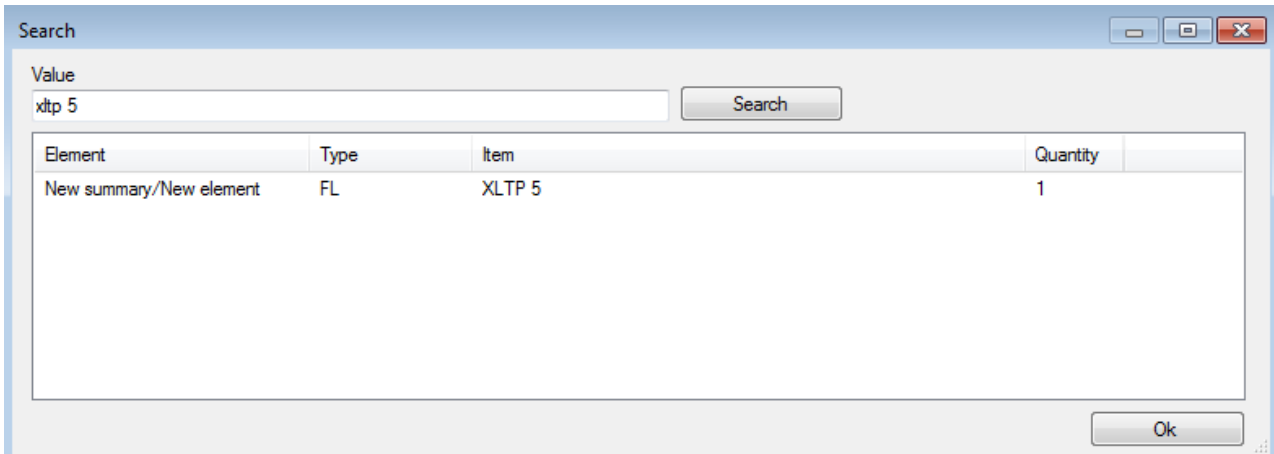 Search
Value
xltp 5 Search
Element Type Item Quantity
New summary/New element FL XLTP 5 1
Ok